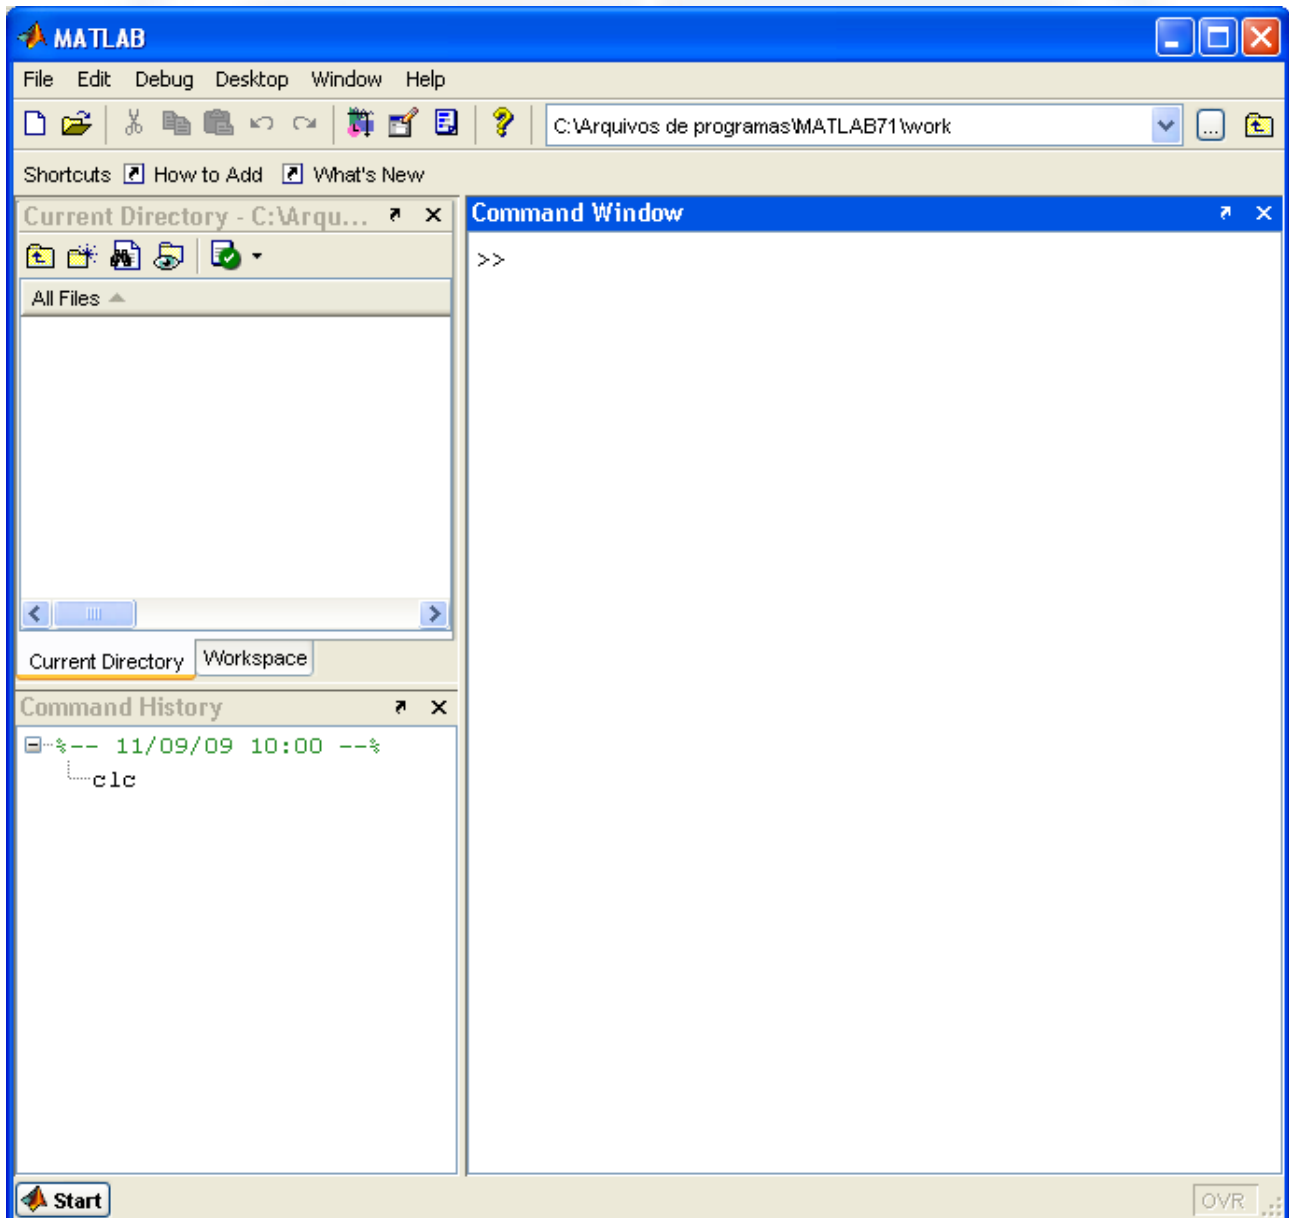 MATLAB
File Edit Debug Desktop Window Help
C:\Arquivos de programas\MATLAB71\work
Shortcuts How to Add What's New
Current Directory - C:\Arqu...
All Files
Current Directory Workspace
Command History
%-- 11/09/09 10:00 --%
clc
Command Window
>>
Start
OVR